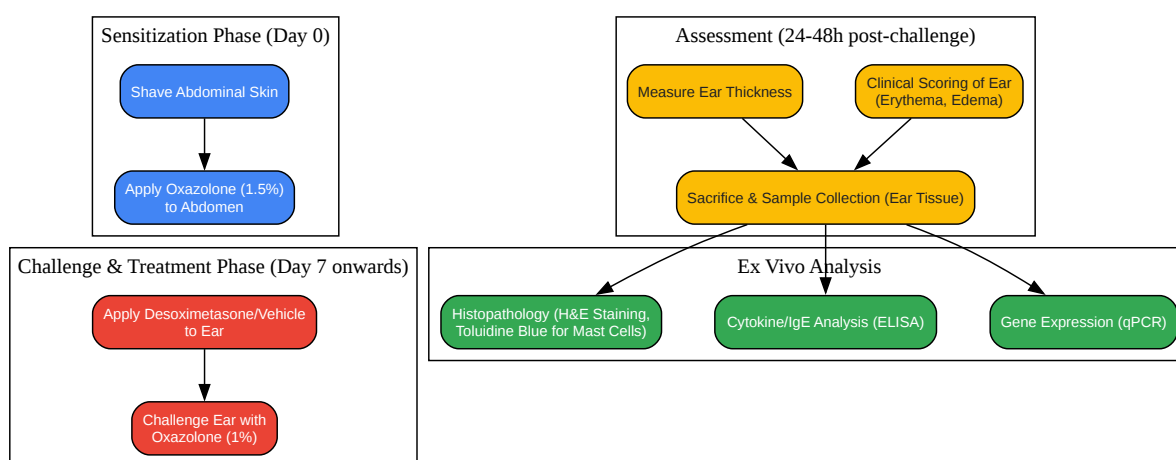 Sensitization Phase (Day 0)
Shave Abdominal Skin
Apply Oxazolone (1.5%)
to Abdomen
Challenge & Treatment Phase (Day 7 onwards)
Apply Desoximetasone/Vehicle
to Ear
Challenge Ear with
Oxazolone (1%)
Assessment (24-48h post-challenge)
Measure Ear Thickness
Clinical Scoring of Ear
(Erythema, Edema)
Sacrifice & Sample Collection (Ear Tissue)
Ex Vivo Analysis
Histopathology (H&E Staining,
Toluidine Blue for Mast Cells)
Cytokine/IgE Analysis (ELISA)
Gene Expression (qPCR)